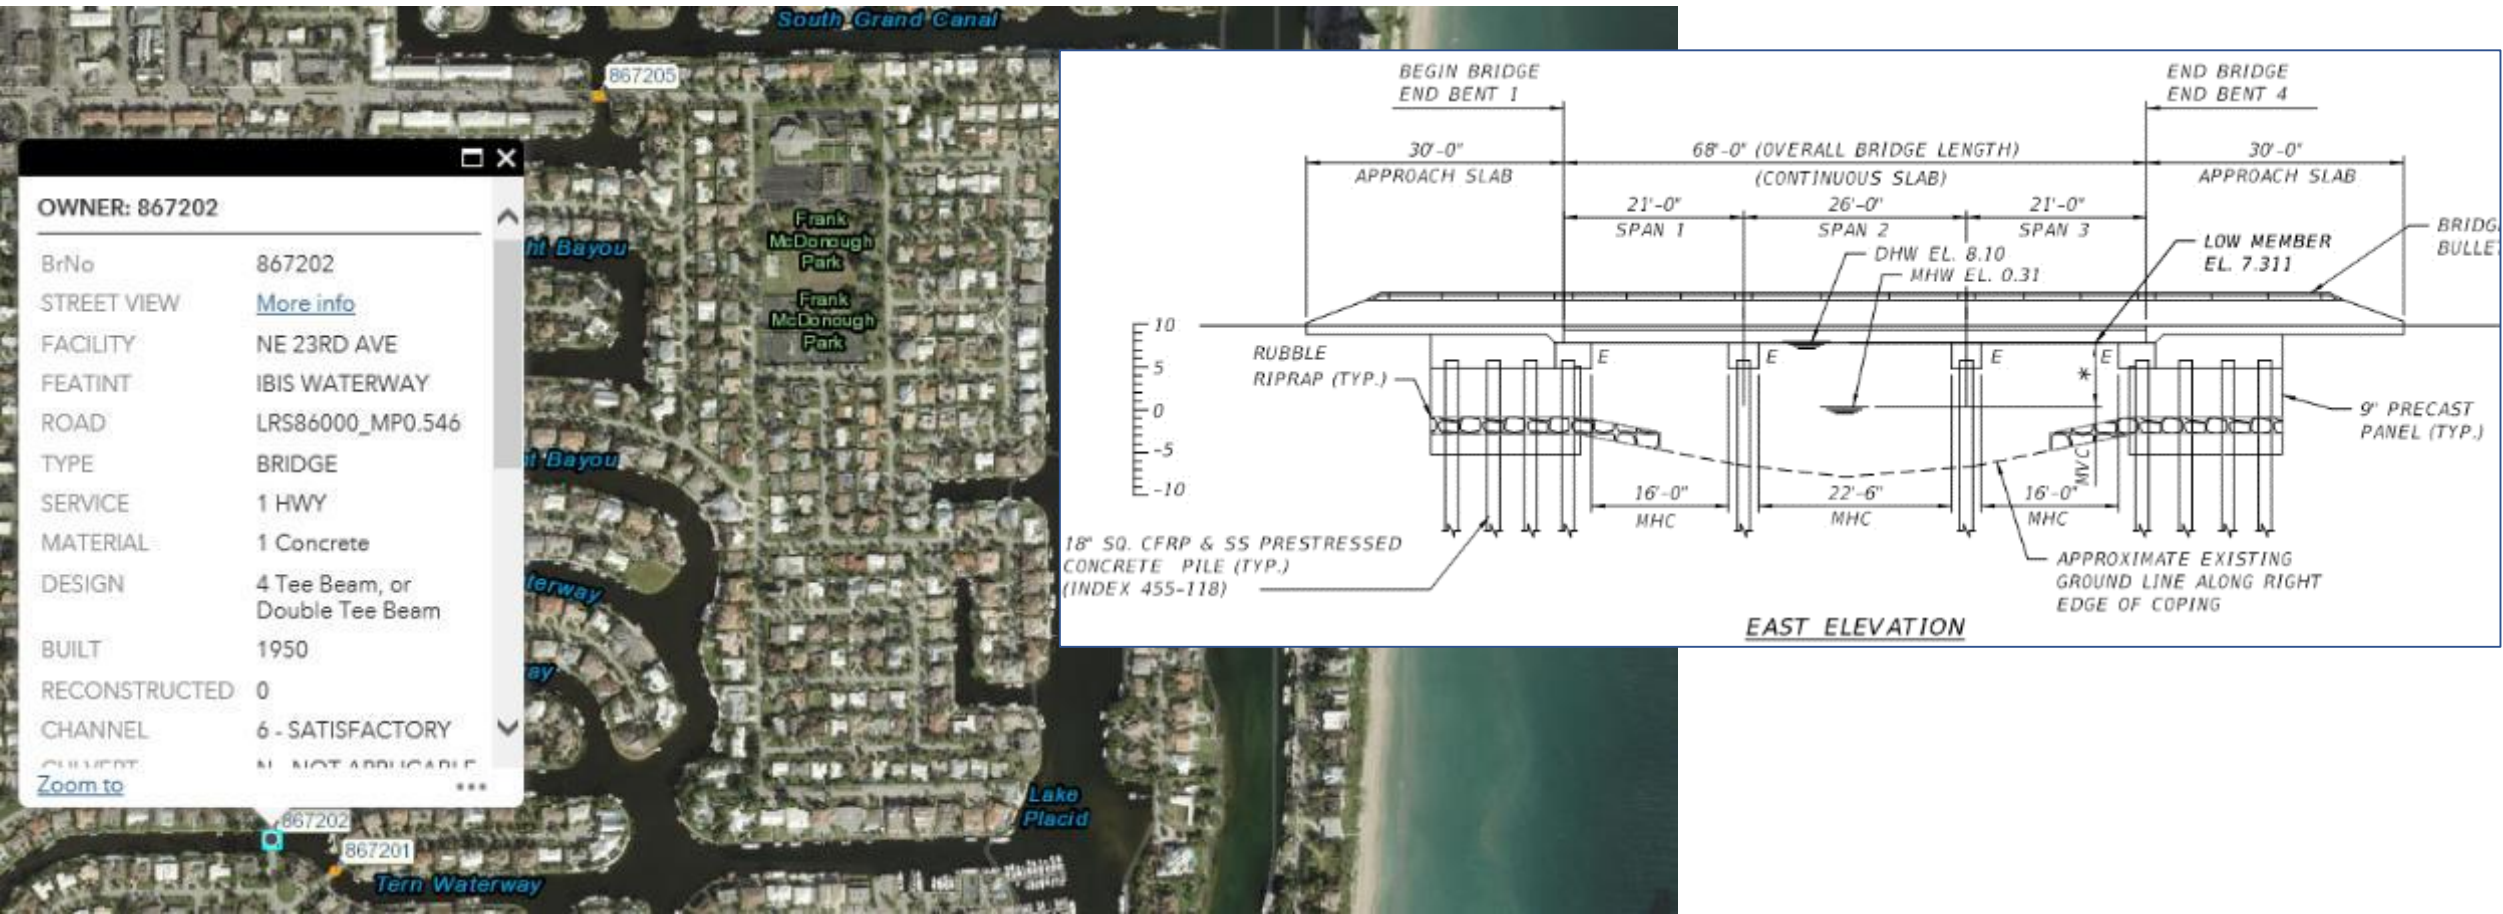 South Grand Canal
867205
OWNER: 867202
BrNo 867202
STREET VIEW More info
FACILITY NE 23RD AVE
FEATINT IBIS WATERWAY
ROAD LRS86000_MP0.546
TYPE BRIDGE
SERVICE 1 HWY
MATERIAL 1 Concrete
DESIGN 4 Tee Beam, or
Double Tee Beam
BUILT 1950
RECONSTRUCTED 0
CHANNEL 6 - SATISFACTORY
Zoom to
867202
867201
Tern Waterway
Bayou
Bayou
Frank
McDonough
Park
Frank
McDonough
Park
Lake
Placid
BEGIN BRIDGE
END BENT 1
END BRIDGE
END BENT 4
30'-0"
APPROACH SLAB
68'-0" (OVERALL BRIDGE LENGTH)
(CONTINUOUS SLAB)
30'-0"
APPROACH SLAB
21'-0"
SPAN 1
26'-0"
SPAN 2
21'-0"
SPAN 3
DHW EL. 8.10
MHW EL. 0.31
LOW MEMBER
EL. 7.311
BRIDG
BULLE
10
5
0
-5
-10
RUBBLE
RIPRAP (TYP.)
E
E
E
E
*
MVC
9" PRECAST
PANEL (TYP.)
16'-0"
MHC
22'-6"
MHC
16'-0"
MHC
18" SQ. CFRP & SS PRESTRESSED
CONCRETE PILE (TYP.)
(INDEX 455-118)
APPROXIMATE EXISTING
GROUND LINE ALONG RIGHT
EDGE OF COPING
EAST ELEVATION